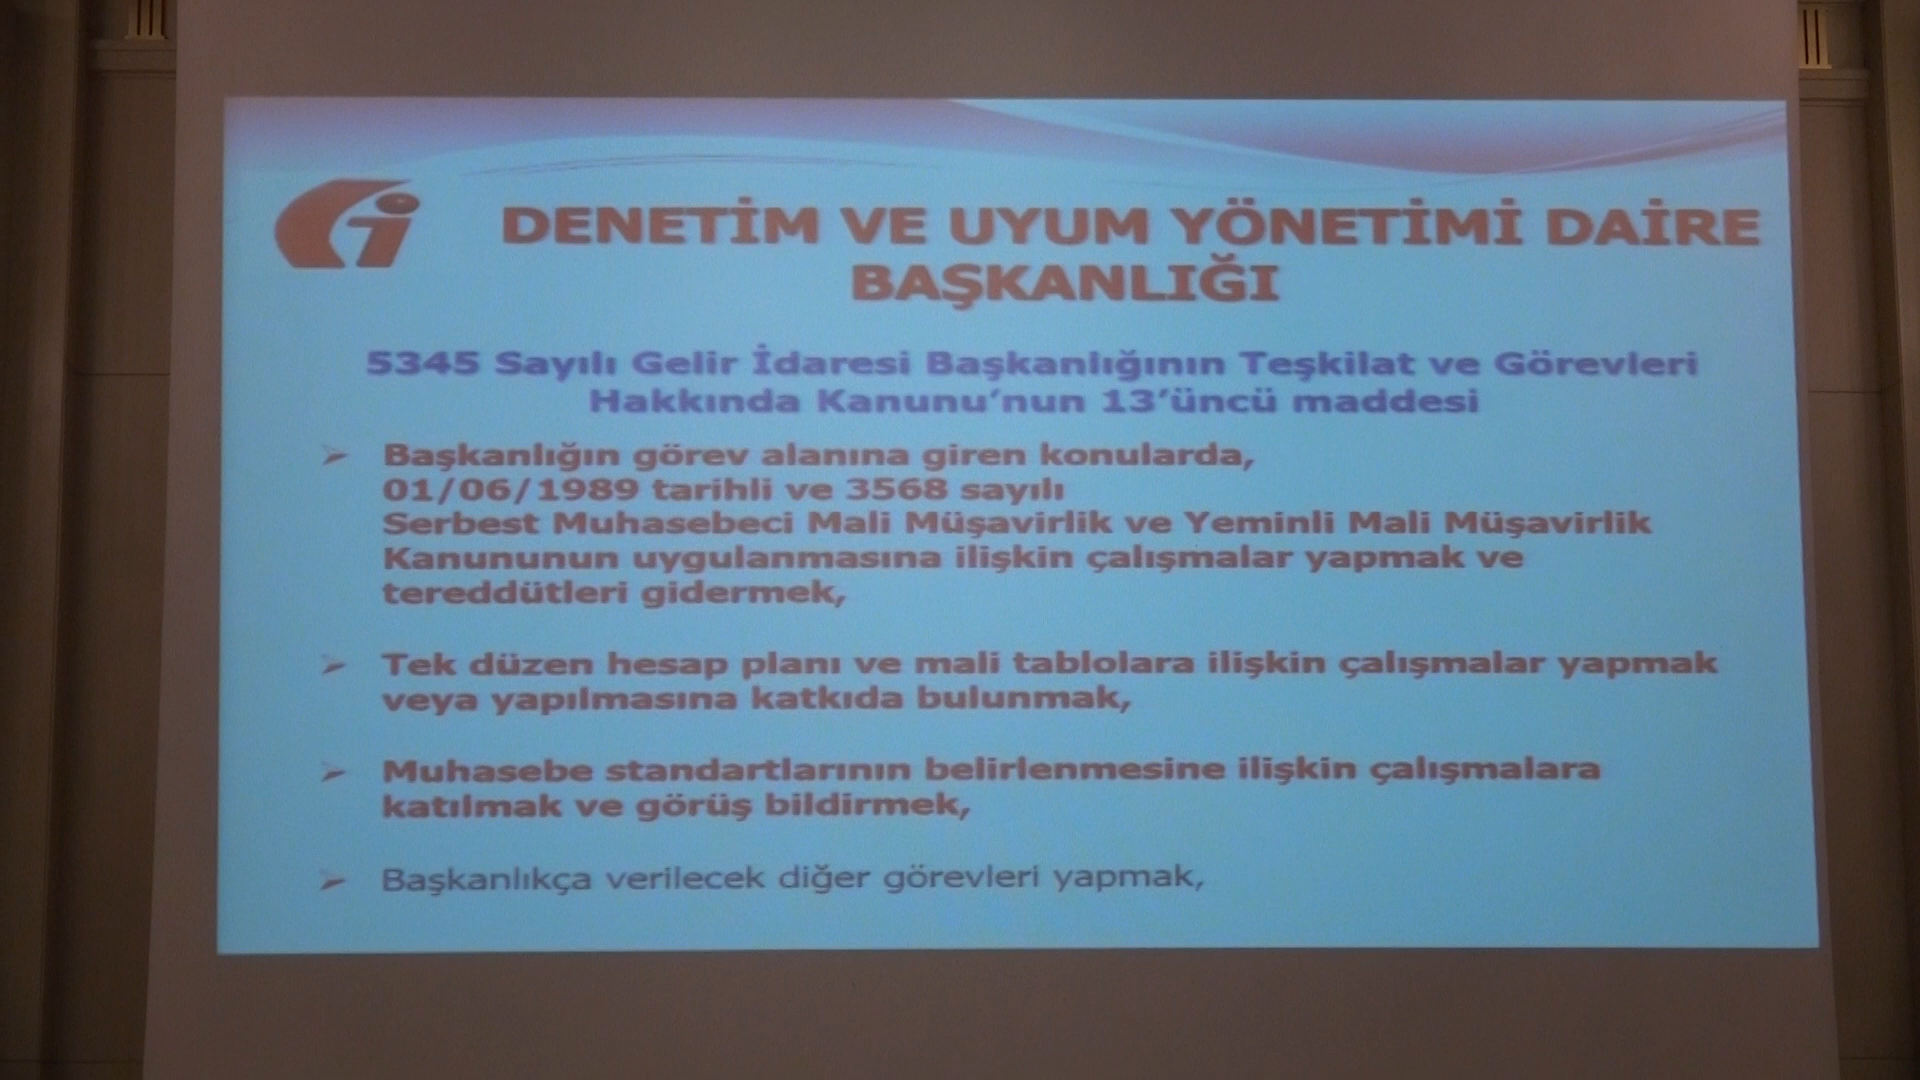 DENETİM VE UYUM YÖNETİMİ DAİRE
BAŞKANLIĞI
5345 Sayılı Gelir İdaresi Başkanlığının Teşkilat ve Görevleri
Hakkında Kanunu’nun 13’üncü maddesi
➢ Başkanlığın görev alanına giren konularda,
01/06/1989 tarihli ve 3568 sayılı
Serbest Muhasebeci Mali Müşavirlik ve Yeminli Mali Müşavirlik
Kanununun uygulanmasına ilişkin çalışmalar yapmak ve
tereddütleri gidermek,
➢ Tek düzen hesap planı ve mali tablolara ilişkin çalışmalar yapmak
veya yapılmasına katkıda bulunmak,
➢ Muhasebe standartlarının belirlenmesine ilişkin çalışmalara
katılmak ve görüş bildirmek,
➢ Başkanlıkça verilecek diğer görevleri yapmak,